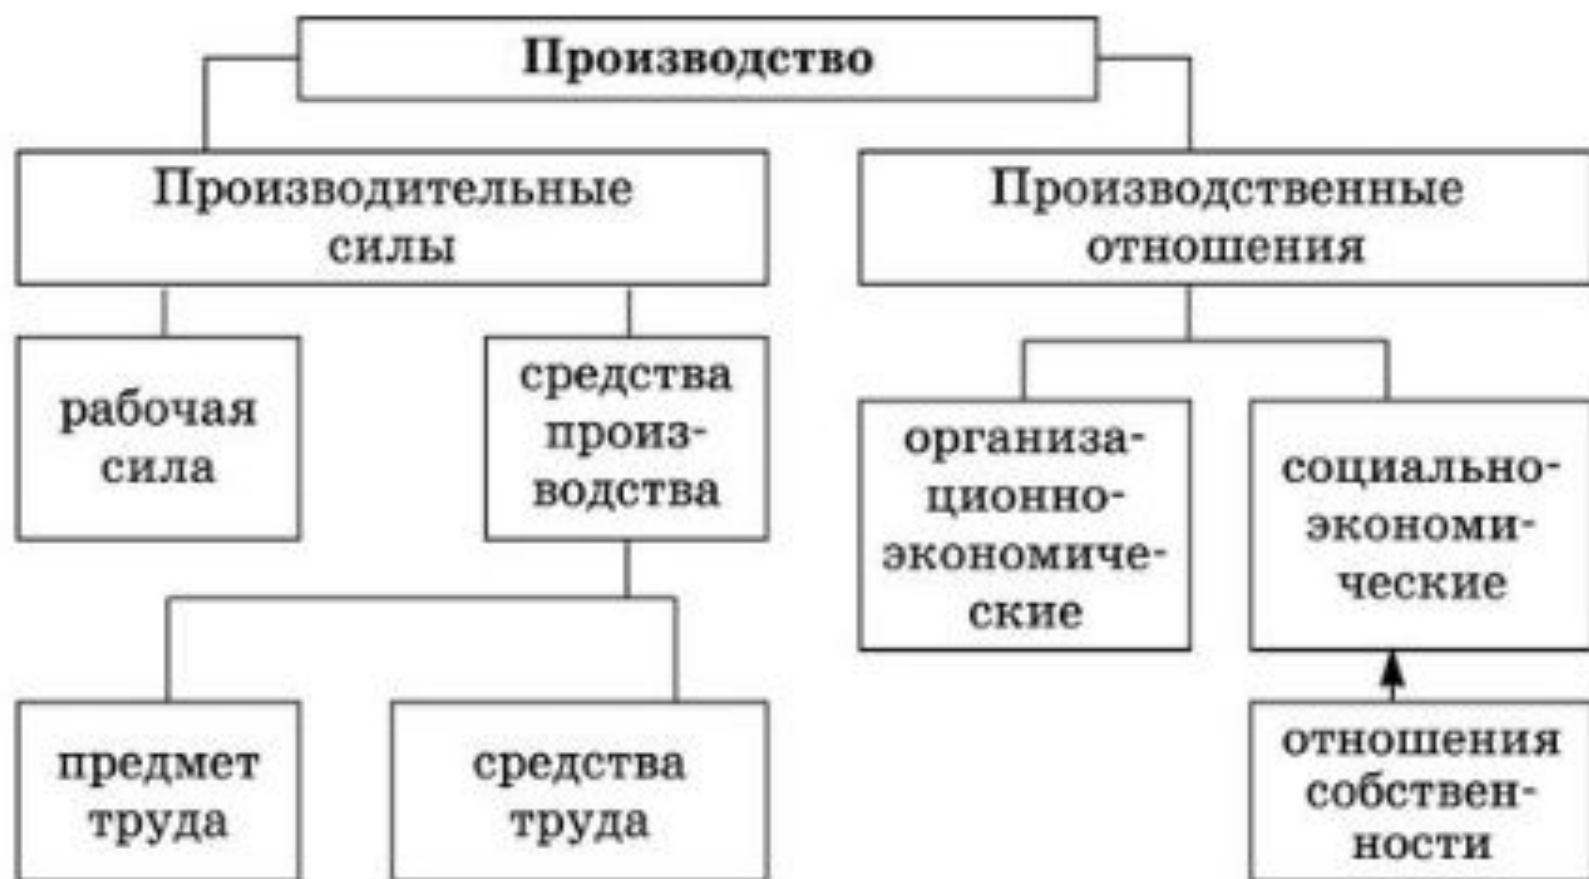 Производство
Производительные
силы
Производственные
отношения
рабочая
сила
средства
произ-
водства
организа-
ционно-
экономиче-
ские
социально-
экономи-
ческие
предмет
труда
средства
труда
отношения
собствен-
ности